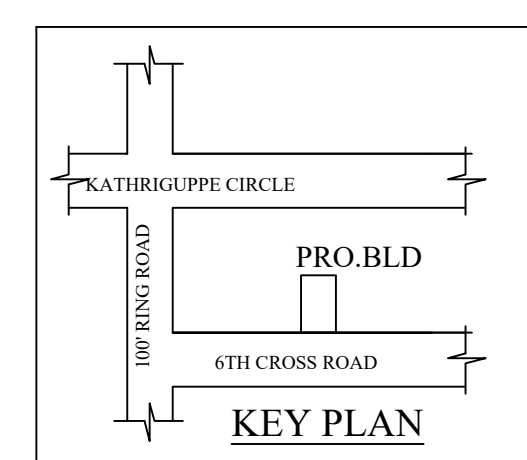 KATHRIGUPPE CIRCLE
100' RING ROAD
PRO.BLD
6TH CROSS ROAD
KEY PLAN